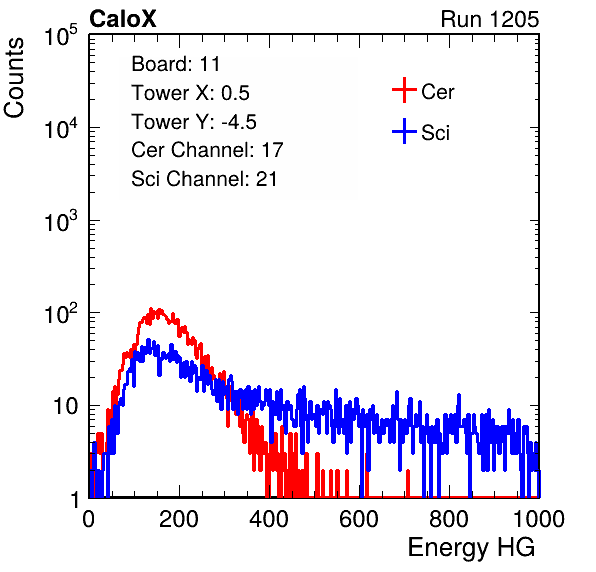 CaloX Run 1205
Counts
10^5
10^4
10^3
10^2
10
1
Board: 11
Tower X: 0.5
Tower Y: -4.5
Cer Channel: 17
Sci Channel: 21
Cer
Sci
0 200 400 600 800 1000
Energy HG